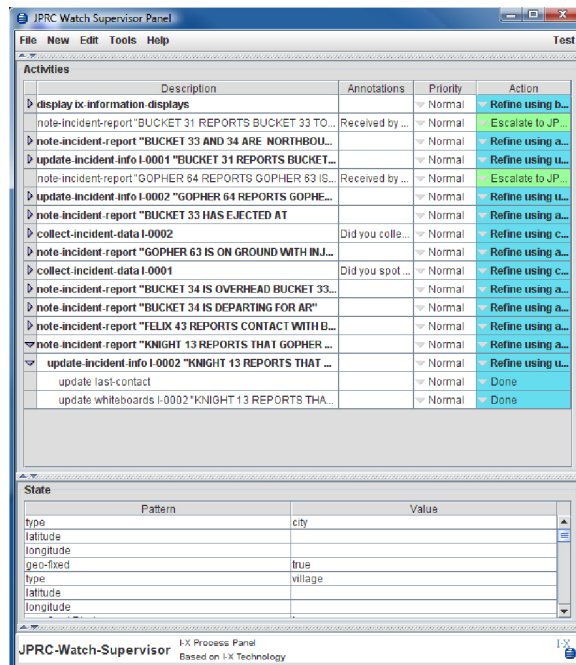 JPRC Watch Supervisor Panel
File New Edit Tools Help Test
Activities
Description Annotations Priority Action
display ix-information-displays Normal Refine using b...
note-incident-report "BUCKET 31 REPORTS BUCKET 33 TO... Received by ... Normal Escalate to JP...
note-incident-report "BUCKET 33 AND 34 ARE NORTHBOU... Normal Refine using a...
update-incident-info I-0001 "BUCKET 31 REPORTS BUCKET... Normal Refine using u...
note-incident-report "GOPHER 64 REPORTS GOPHER 63 IS... Received by ... Normal Escalate to JP...
update-incident-info I-0002 "GOPHER 64 REPORTS GOPHE... Normal Refine using u...
note-incident-report "BUCKET 33 HAS EJECTED AT Normal Refine using a...
collect-incident-data I-0002 Did you colle... Normal Refine using c...
note-incident-report "GOPHER 63 IS ON GROUND WITH INJ... Normal Refine using a...
collect-incident-data I-0001 Did you spot ... Normal Refine using c...
note-incident-report "BUCKET 34 IS OVERHEAD BUCKET 33... Normal Refine using a...
note-incident-report "BUCKET 34 IS DEPARTING FOR AR" Normal Refine using a...
note-incident-report "FELIX 43 REPORTS CONTACT WITH B... Normal Refine using a...
note-incident-report "KNIGHT 13 REPORTS THAT GOPHER ... Normal Refine using a...
update-incident-info I-0002 "KNIGHT 13 REPORTS THAT ... Normal Refine using u...
update last-contact Normal Done
update whiteboards I-0002 "KNIGHT 13 REPORTS THA... Normal Done
State
Pattern Value
type city
latitude
longitude
geo-fixed true
type village
latitude
longitude
JPRC-Watch-Supervisor I-X Process Panel
Based on I-X Technology
I-X